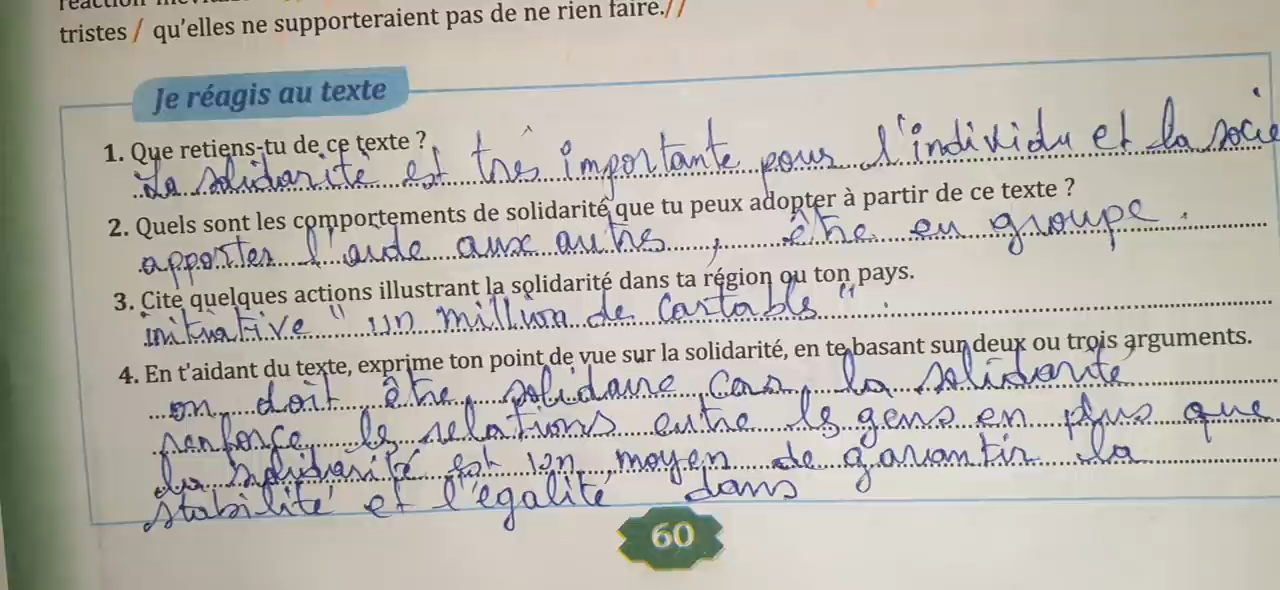 tristes / qu'elles ne supporteraient pas de ne rien faire.//
Je réagis au texte
1. Que retiens-tu de ce texte ?
La solidarité est très importante pour l'individu et la socié
2. Quels sont les comportements de solidarité que tu peux adopter à partir de ce texte ?
apporter l'aide aux autres, être en groupe.
3. Cite quelques actions illustrant la solidarité dans ta région ou ton pays.
initiative " un million de cartabls ".
4. En t'aidant du texte, exprime ton point de vue sur la solidarité, en te basant sur deux ou trois arguments.
on doit être solidaire car la solidarité
renforce les relations entre les gens en plus que
la solidarité est un moyen de garantir la
stabilité et l'égalité dans
60